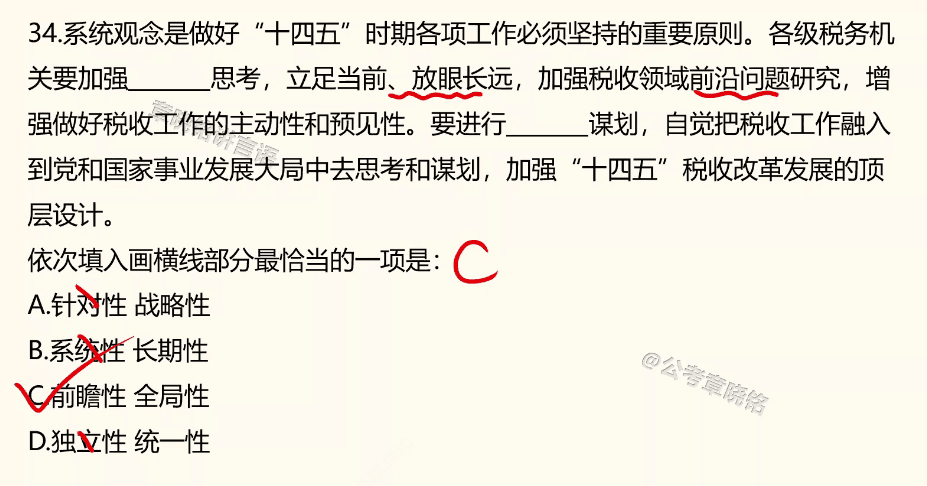 34.系统观念是做好“十四五”时期各项工作必须坚持的重要原则。各级税务机
关要加强______思考，立足当前、放眼长远，加强税收领域前沿问题研究，增
强做好税收工作的主动性和预见性。要进行______谋划，自觉把税收工作融入
到党和国家事业发展大局中去思考和谋划，加强“十四五”税收改革发展的顶
层设计。
依次填入画横线部分最恰当的一项是：C
A.针对性 战略性
B.系统性 长期性
C.前瞻性 全局性
D.独立性 统一性
@公考章晓铭